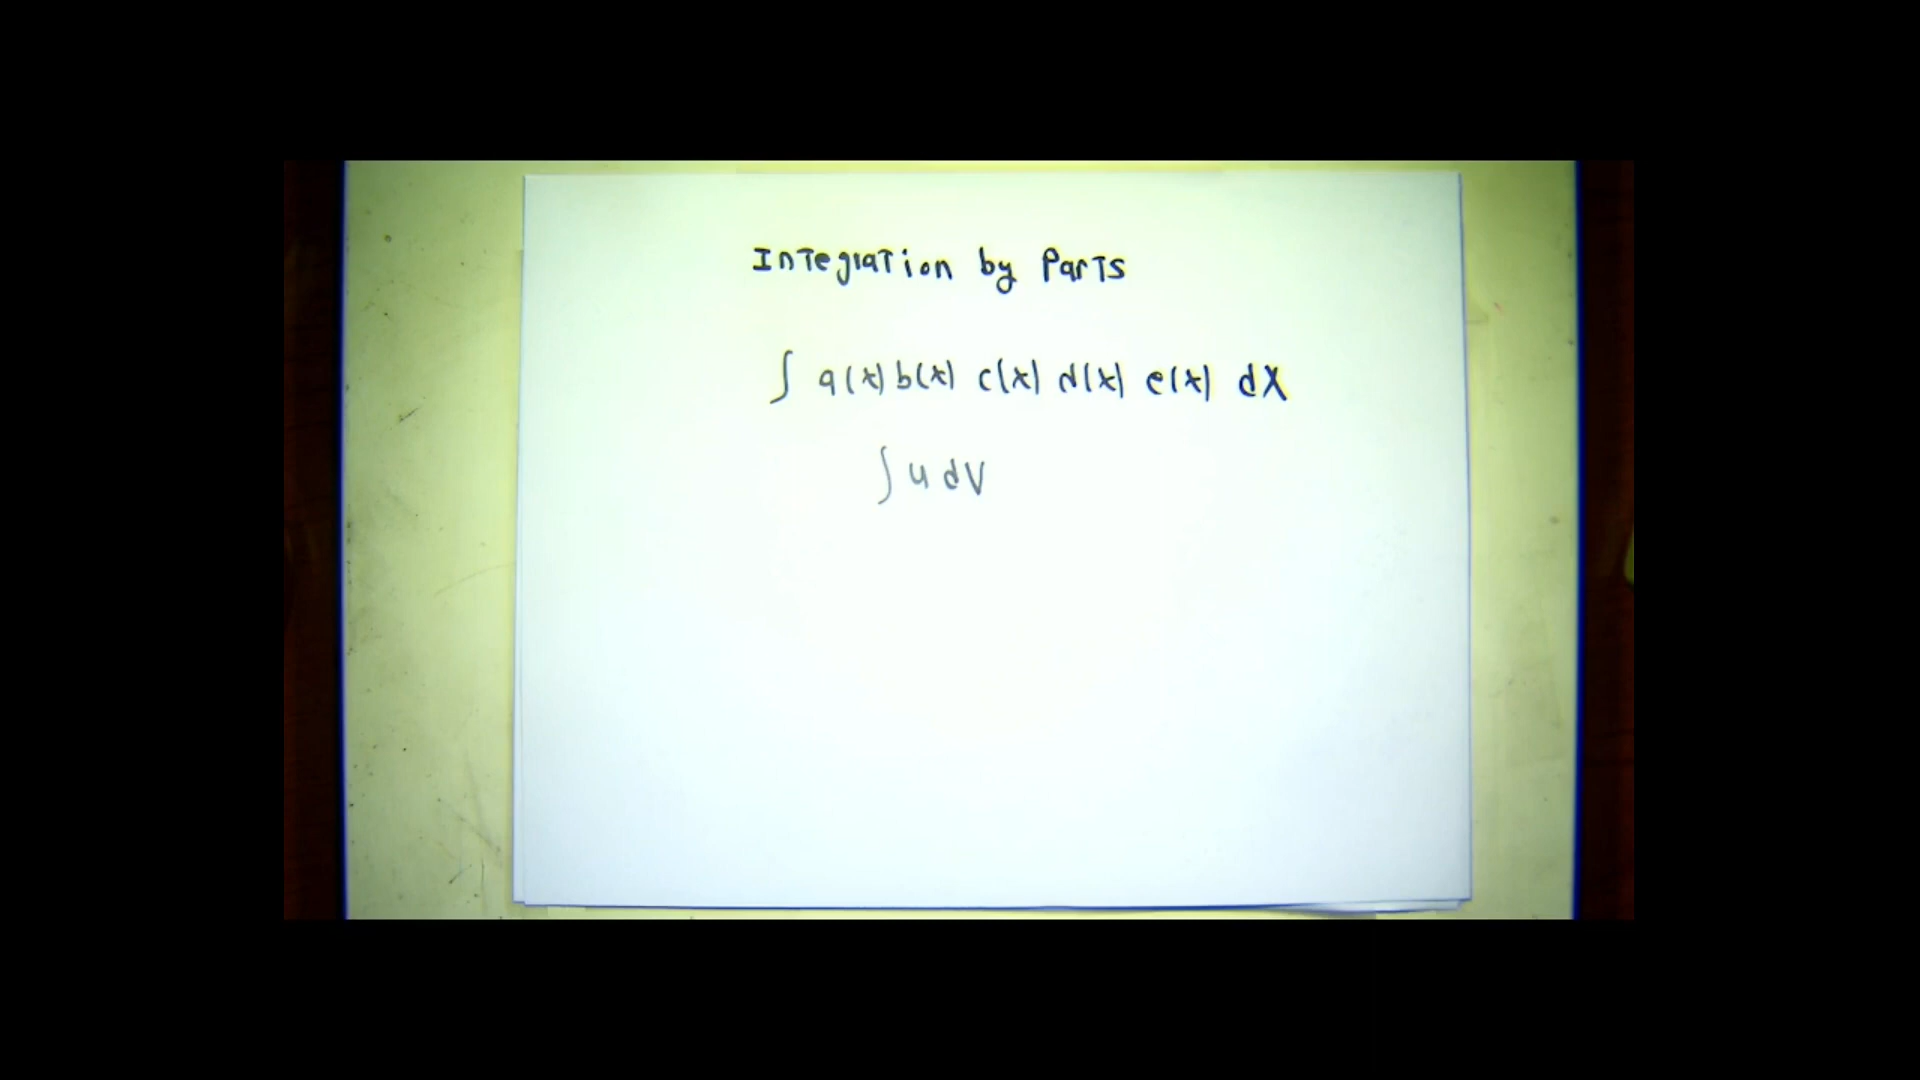 Integration by Parts
∫ a(x) b(x) c(x) d(x) e(x) dx
∫ u dv